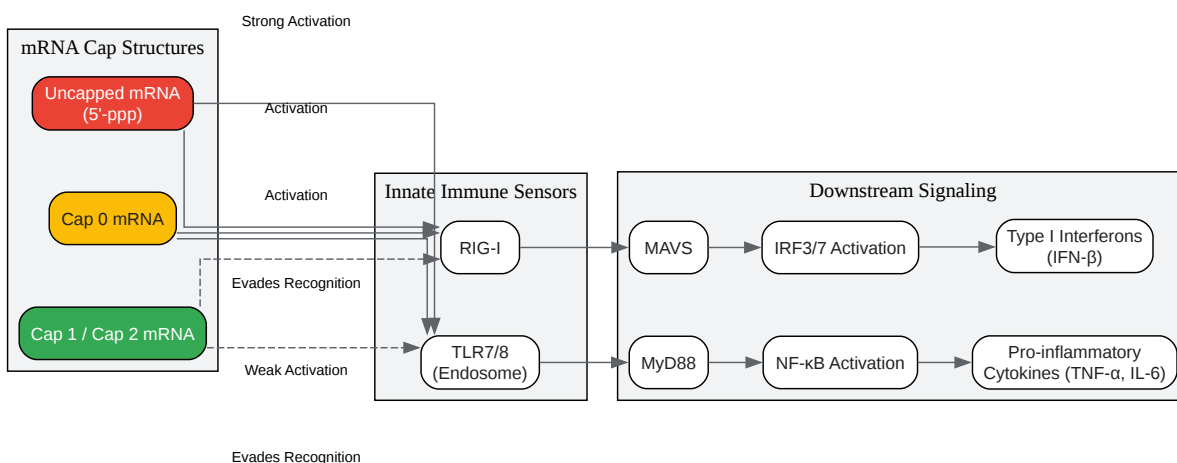 Strong Activation
mRNA Cap Structures
Uncapped mRNA
(5'-ppp)
Activation
Activation
Innate Immune Sensors
Downstream Signaling
Cap 0 mRNA
RIG-I
MAVS
IRF3/7 Activation
Type I Interferons
(IFN-β)
Evades Recognition
Cap 1 / Cap 2 mRNA
TLR7/8
(Endosome)
MyD88
NF-κB Activation
Pro-inflammatory
Cytokines (TNF-α, IL-6)
Weak Activation
Evades Recognition